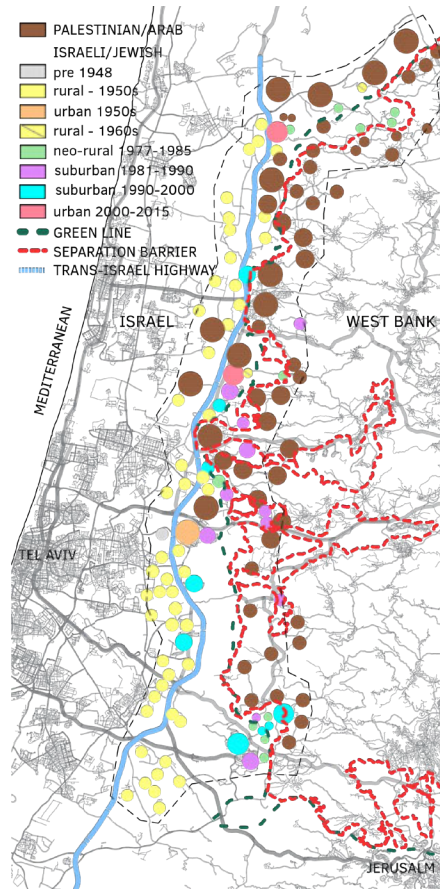 PALESTINIAN/ARAB
ISRAELI/JEWISH
pre 1948
rural - 1950s
urban 1950s
rural - 1960s
neo-rural 1977-1985
suburban 1981-1990
suburban 1990-2000
urban 2000-2015
GREEN LINE
SEPARATION BARRIER
TRANS-ISRAEL HIGHWAY
MEDITERRANEAN
ISRAEL
WEST BANK
TEL AVIV
JERUSALM